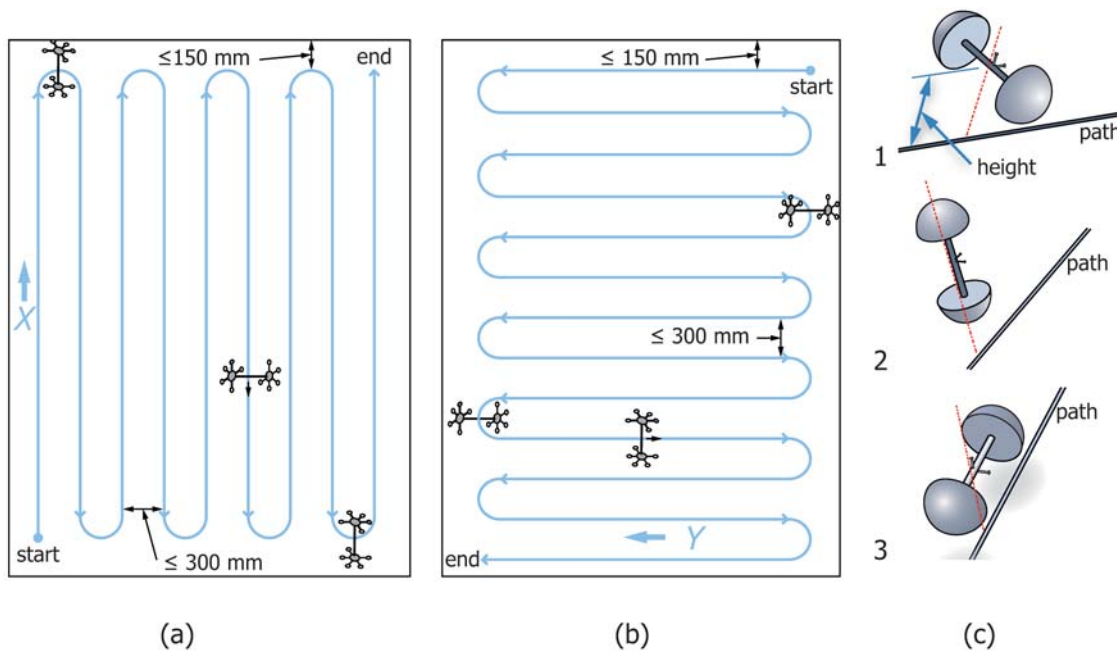 ≤150 mm
end
X
start
≤ 300 mm
(a)
≤ 150 mm
start
≤ 300 mm
Y
end
(b)
path
1
height
path
2
path
3
(c)